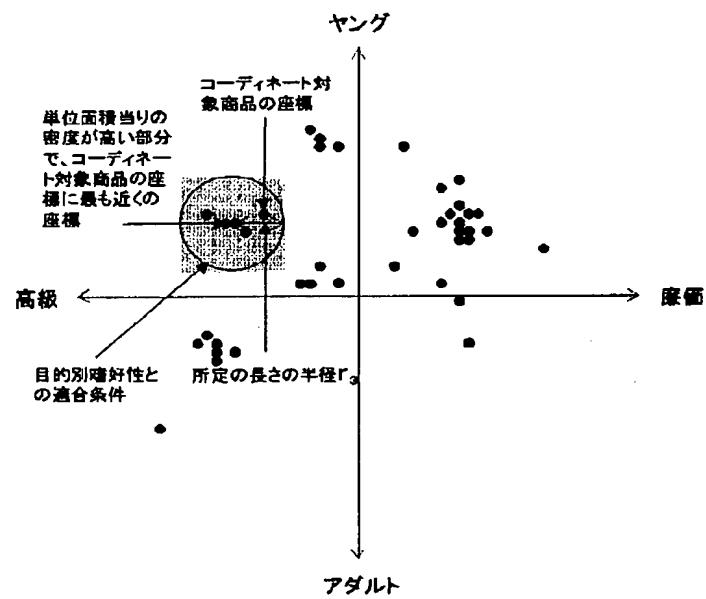 ヤング
コーディネート対
象商品の座標
単位面積当りの
密度が高い部分
で、コーディネー
ト対象商品の座
標に最も近くの
座標
高級
廉価
目的別嗜好性と
の適合条件
所定の長さの半径r3
アダルト